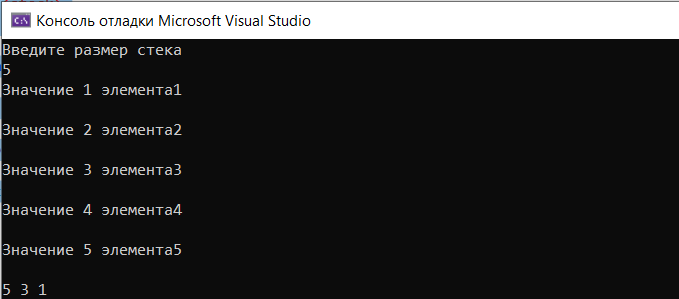 Консоль отладки Microsoft Visual Studio
Введите размер стека
5
Значение 1 элемента1
Значение 2 элемента2
Значение 3 элемента3
Значение 4 элемента4
Значение 5 элемента5
5 3 1